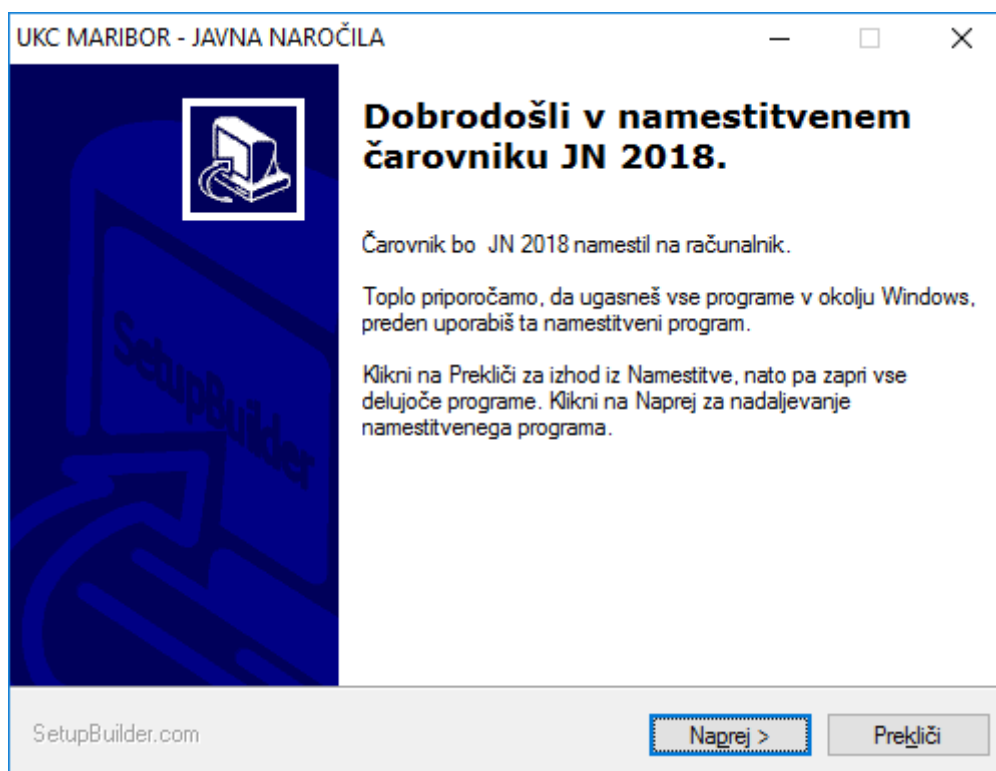 UKC MARIBOR - JAVNA NAROČILA
Dobrodošli v namestitvenem
čarovniku JN 2018.
Čarovnik bo  JN 2018 namestil na računalnik.
Toplo priporočamo, da ugasneš vse programe v okolju Windows,
preden uporabiš ta namestitveni program.
Klikni na Prekliči za izhod iz Namestitve, nato pa zapri vse
delujoče programe. Klikni na Naprej za nadaljevanje
namestitvenega programa.
SetupBuilder
SetupBuilder.com
Naprej >
Prekliči